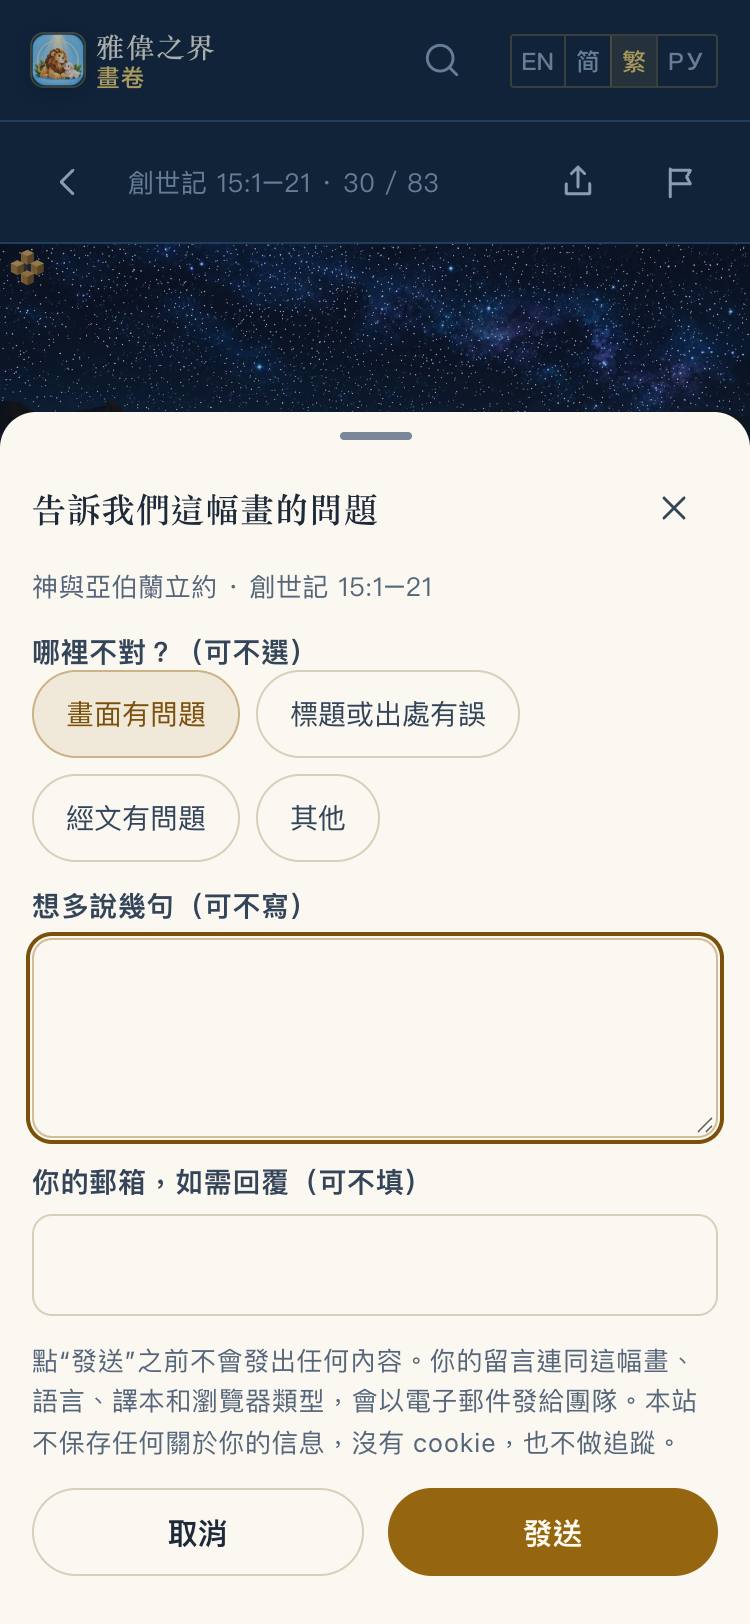 雅偉之界
畫卷
EN 简 繁 РУ
創世記 15:1–21 · 30 / 83
告訴我們這幅畫的問題
神與亞伯蘭立約 · 創世記 15:1–21
哪裡不對?(可不選)
畫面有問題 標題或出處有誤
經文有問題 其他
想多說幾句(可不寫)
你的郵箱,如需回覆(可不填)
點“發送”之前不會發出任何內容。你的留言連同這幅畫、
語言、譯本和瀏覽器類型,會以電子郵件發給團隊。本站
不保存任何關於你的信息,沒有 cookie,也不做追蹤。
取消 發送